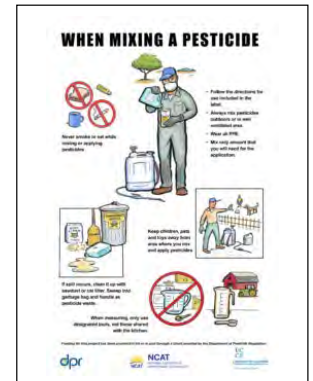 WHEN MIXING A PESTICIDE
• Follow the directions for
use included in the
label.
• Always mix pesticides
outdoors or in well
ventilated area.
• Wear all PPE.
• Mix only amount that
you will need for the
application.
Never smoke or eat while
mixing or applying
pesticides
Keep children, pets
and toys away from
area where you mix
and apply pesticides
If spill occurs, clean it up with
sawdust or cat litter. Sweep into
garbage bag and handle as
pesticide waste.
When measuring, only use
designated tools, not those shared
with the kitchen.
dpr
NCAT